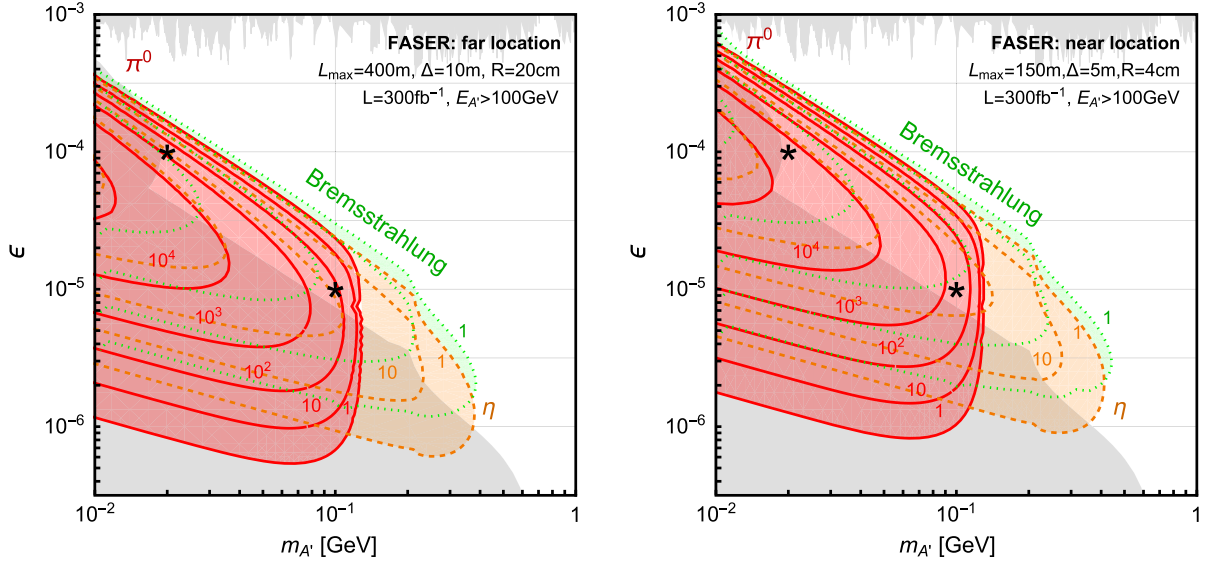 10⁻³
π⁰
FASER: far location
L_max=400m, Δ=10m, R=20cm
L=300fb⁻¹, E_A'>100GeV
10⁻⁴
*
Bremsstrahlung
ϵ
10⁴
10⁻⁵
*
10³
1
10²
10
1
10
1
η
10⁻⁶
10⁻²
10⁻¹
1
m_A' [GeV]
10⁻³
π⁰
FASER: near location
L_max=150m,Δ=5m,R=4cm
L=300fb⁻¹, E_A'>100GeV
10⁻⁴
*
Bremsstrahlung
ϵ
10⁴
10⁻⁵
*
10³
1
1
10²
10
10
1
η
10⁻⁶
10⁻²
10⁻¹
1
m_A' [GeV]